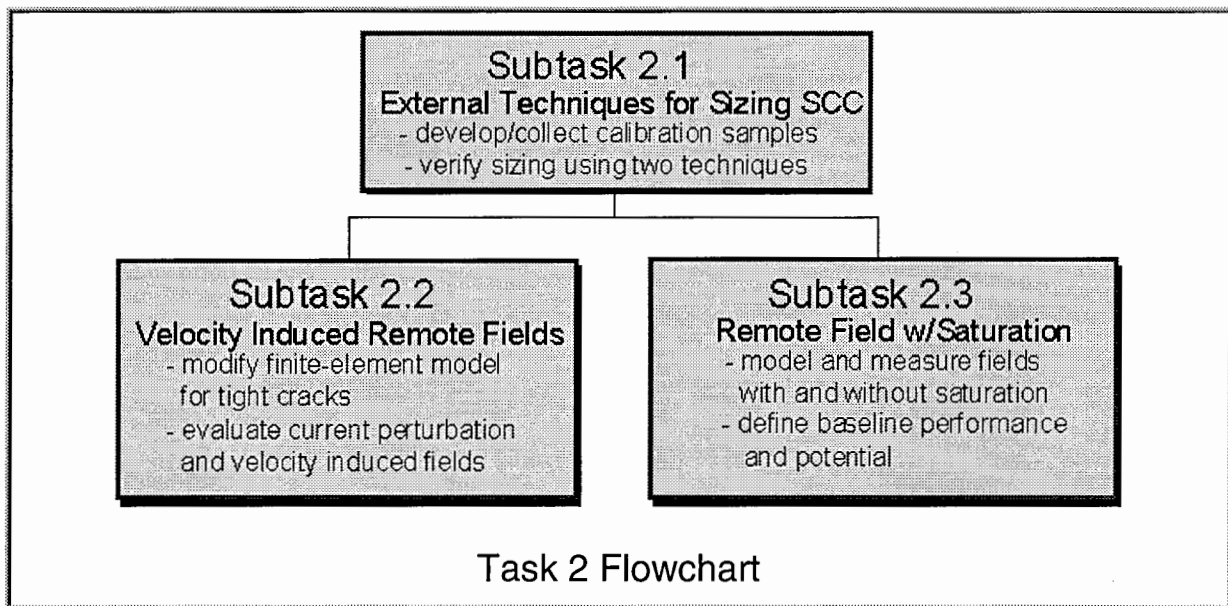 Subtask 2.1
External Techniques for Sizing SCC
- develop/collect calibration samples
- verify sizing using two techniques
Subtask 2.2
Velocity Induced Remote Fields
- modify finite-element model
for tight cracks
- evaluate current perturbation
and velocity induced fields
Subtask 2.3
Remote Field w/Saturation
- model and measure fields
with and without saturation
- define baseline performance
and potential
Task 2 Flowchart